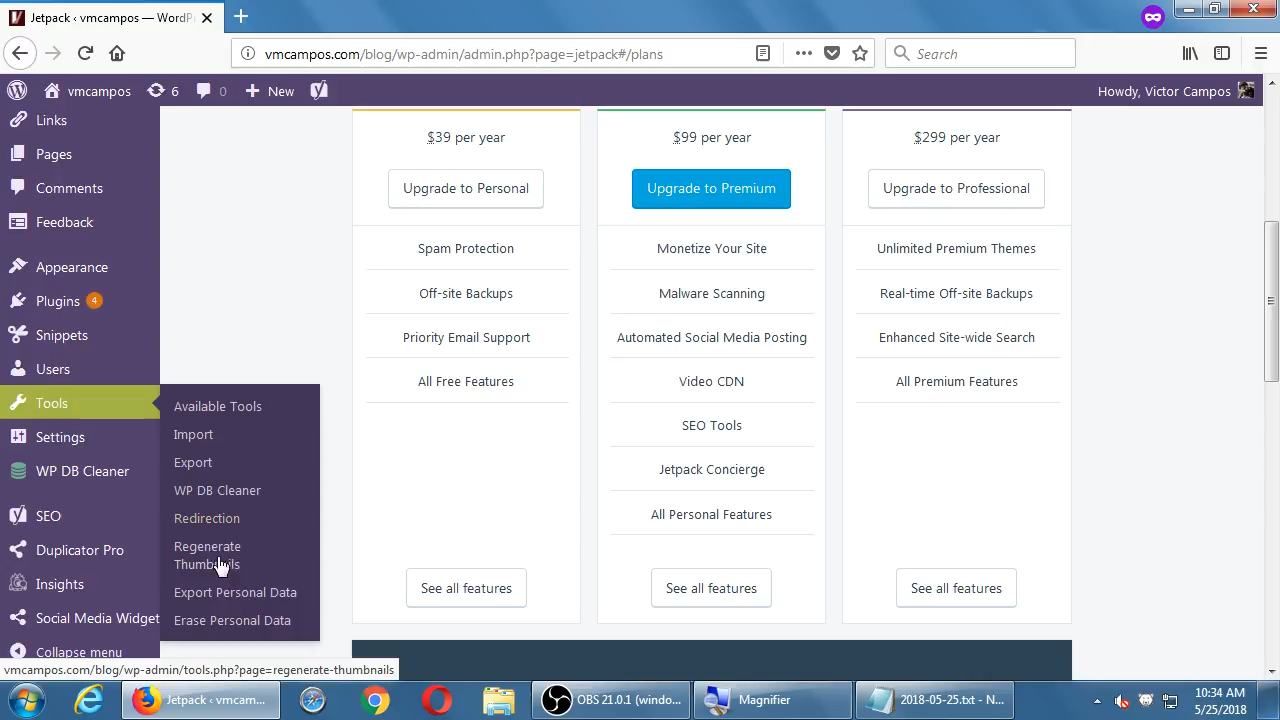 Jetpack ‹ vmcampos — WordP
vmcampos.com/blog/wp-admin/admin.php?page=jetpack#/plans
Search
vmcampos
6
0
New
Howdy, Victor Campos
Links
Pages
Comments
Feedback
Appearance
Plugins 4
Snippets
Users
Tools
Settings
WP DB Cleaner
SEO
Duplicator Pro
Insights
Social Media Widget
Collapse menu
Available Tools
Import
Export
WP DB Cleaner
Redirection
Regenerate
Thumbnails
Export Personal Data
Erase Personal Data
$39 per year
Upgrade to Personal
Spam Protection
Off-site Backups
Priority Email Support
All Free Features
See all features
$99 per year
Upgrade to Premium
Monetize Your Site
Malware Scanning
Automated Social Media Posting
Video CDN
SEO Tools
Jetpack Concierge
All Personal Features
See all features
$299 per year
Upgrade to Professional
Unlimited Premium Themes
Real-time Off-site Backups
Enhanced Site-wide Search
All Premium Features
See all features
vmcampos.com/blog/wp-admin/tools.php?page=regenerate-thumbnails
Jetpack ‹ vmcam...
OBS 21.0.1 (windo...
Magnifier
2018-05-25.txt - N...
10:34 AM
5/25/2018